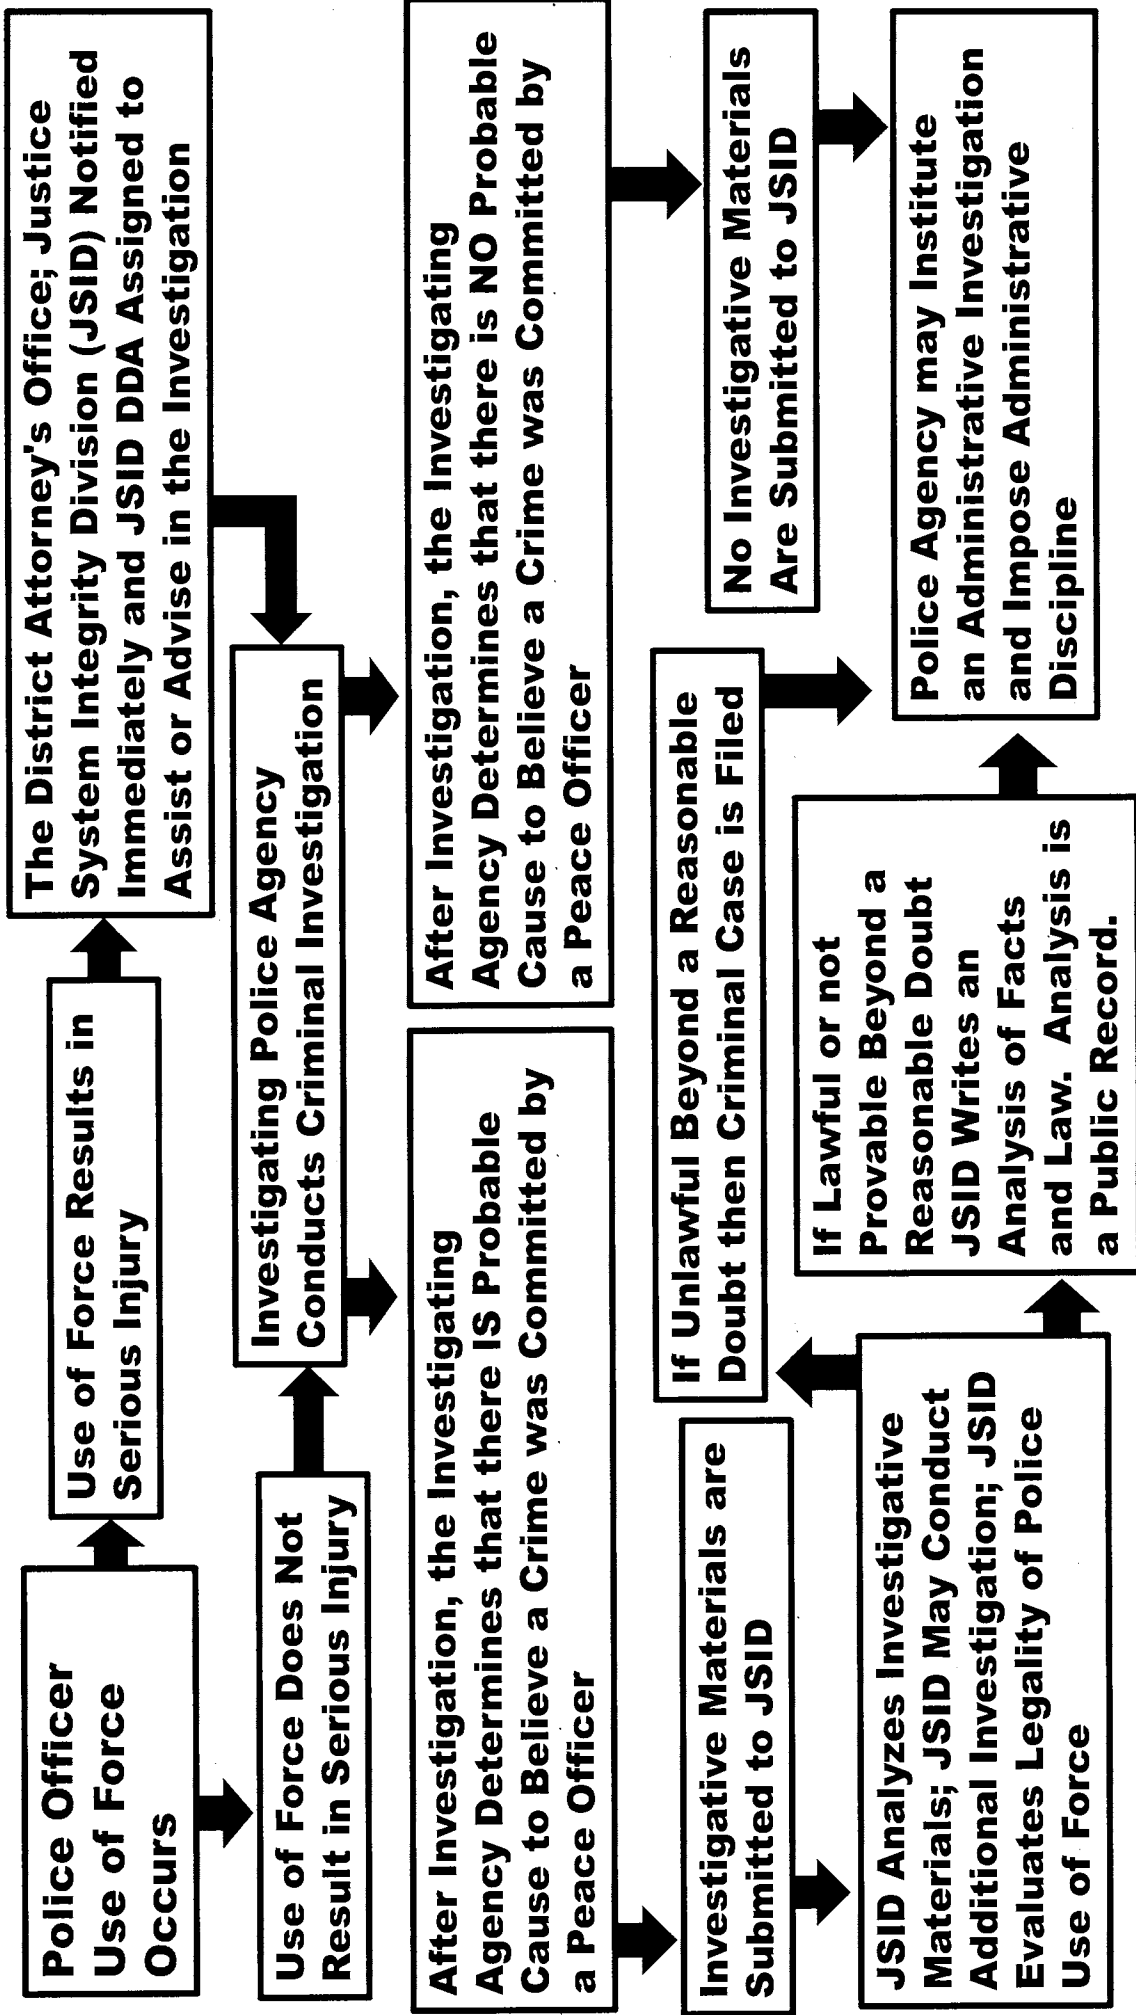 Police Officer
Use of Force
Occurs
Use of Force Results in
Serious Injury
The District Attorney's Office; Justice
System Integrity Division (JSID) Notified
Immediately and JSID DDA Assigned to
Assist or Advise in the Investigation
Use of Force Does Not
Result in Serious Injury
Investigating Police Agency
Conducts Criminal Investigation
After Investigation, the Investigating
Agency Determines that there IS Probable
Cause to Believe a Crime was Committed by
a Peace Officer
After Investigation, the Investigating
Agency Determines that there is NO Probable
Cause to Believe a Crime was Committed by
a Peace Officer
Investigative Materials are
Submitted to JSID
If Unlawful Beyond a Reasonable
Doubt then Criminal Case is Filed
No Investigative Materials
Are Submitted to JSID
JSID Analyzes Investigative
Materials; JSID May Conduct
Additional Investigation; JSID
Evaluates Legality of Police
Use of Force
If Lawful or not
Provable Beyond a
Reasonable Doubt
JSID Writes an
Analysis of Facts
and Law. Analysis is
a Public Record.
Police Agency may Institute
an Administrative Investigation
and Impose Administrative
Discipline